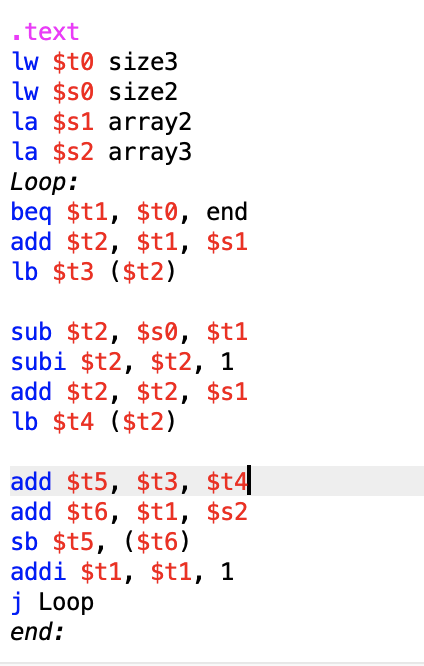 .text
lw $t0 size3
lw $s0 size2
la $s1 array2
la $s2 array3
Loop:
beq $t1, $t0, end
add $t2, $t1, $s1
lb $t3 ($t2)
sub $t2, $s0, $t1
subi $t2, $t2, 1
add $t2, $t2, $s1
lb $t4 ($t2)
add $t5, $t3, $t4
add $t6, $t1, $s2
sb $t5, ($t6)
addi $t1, $t1, 1
j Loop
end: